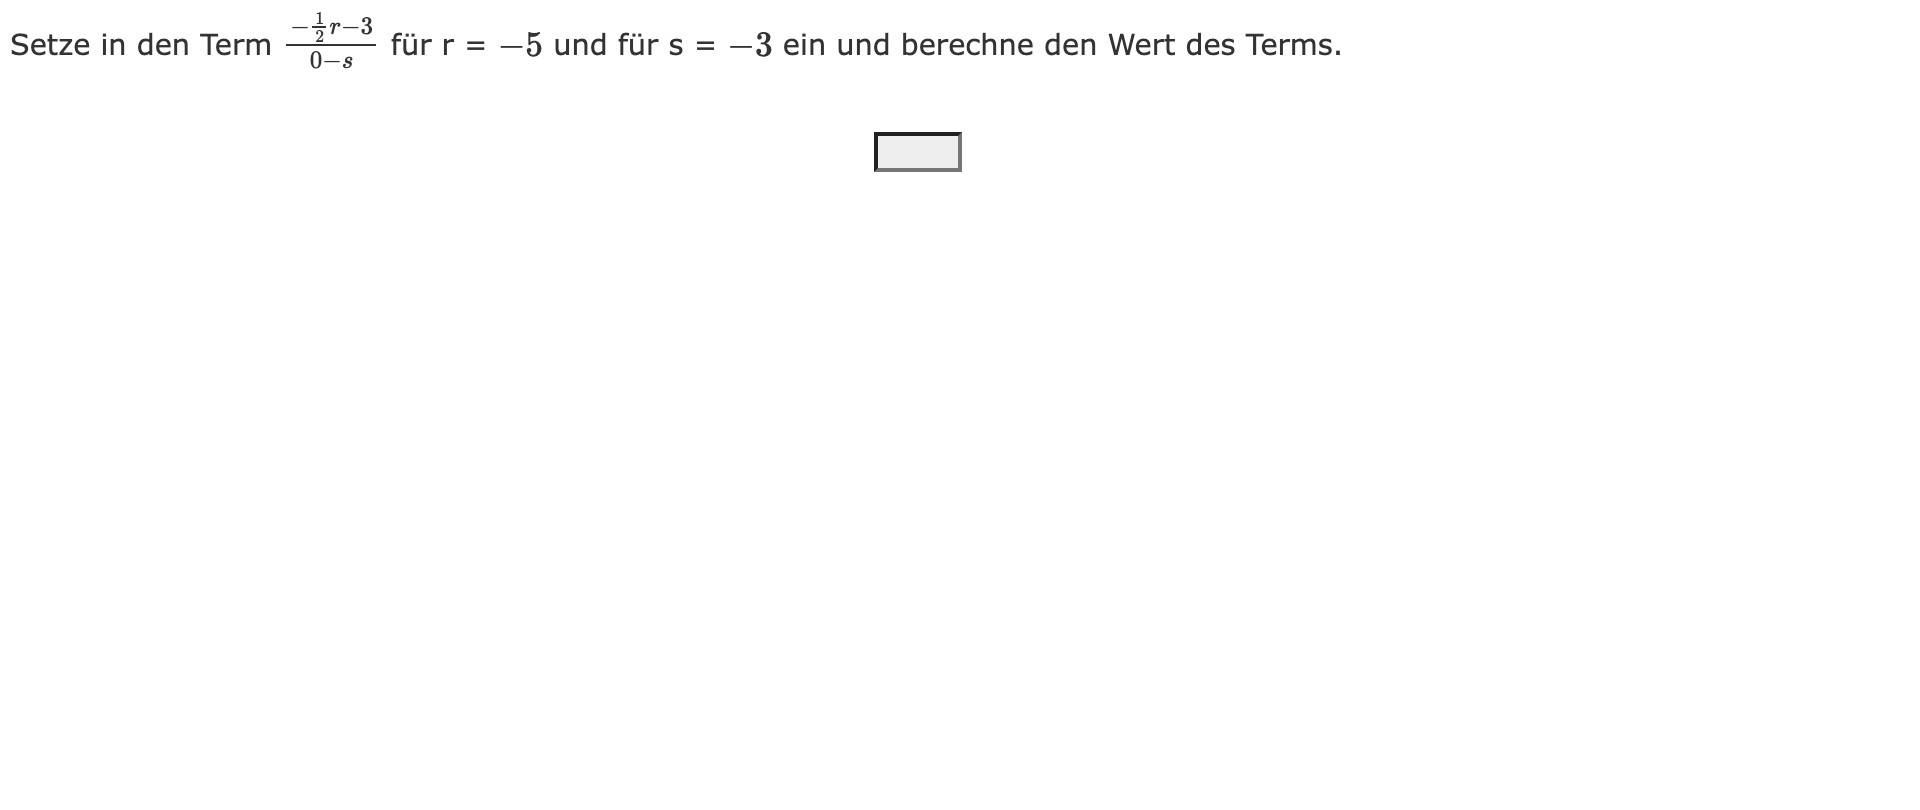 Setze in den Term $\frac{-\frac{1}{2}r-3}{0-s}$ für r = −5 und für s = −3 ein und berechne den Wert des Terms.